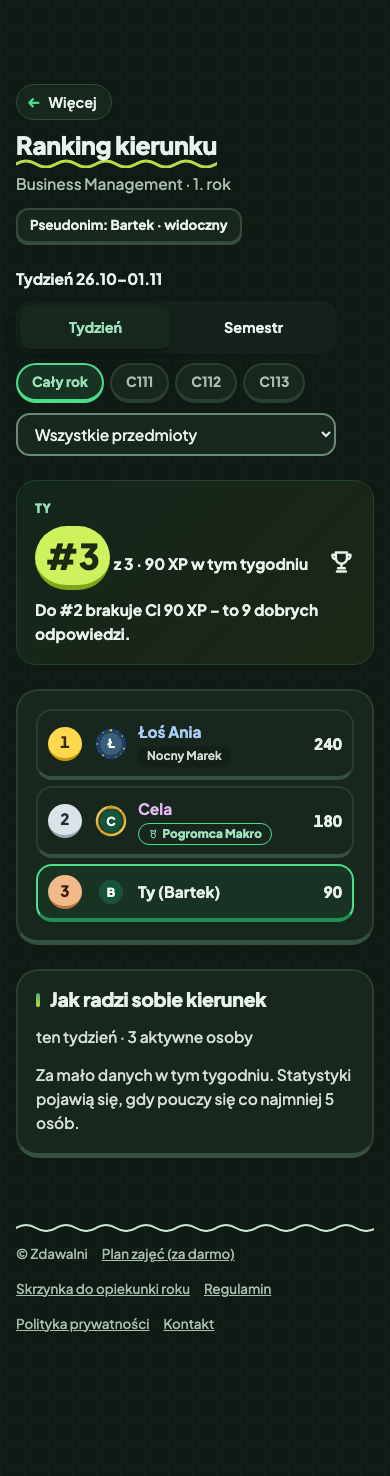 ← Więcej
Ranking kierunku
Business Management · 1. rok
Pseudonim: Bartek · widoczny
Tydzień 26.10–01.11
Tydzień Semestr
Cały rok C111 C112 C113
Wszystkie przedmioty
TY
#3 z 3 · 90 XP w tym tygodniu
Do #2 brakuje Ci 90 XP – to 9 dobrych
odpowiedzi.
1 Ł Łoś Ania 240
Nocny Marek
2 C Cela 180
Pogromca Makro
3 B Ty (Bartek) 90
Jak radzi sobie kierunek
ten tydzień · 3 aktywne osoby
Za mało danych w tym tygodniu. Statystyki
pojawią się, gdy pouczy się co najmniej 5
osób.
© Zdawalni Plan zajęć (za darmo)
Skrzynka do opiekunki roku Regulamin
Polityka prywatności Kontakt